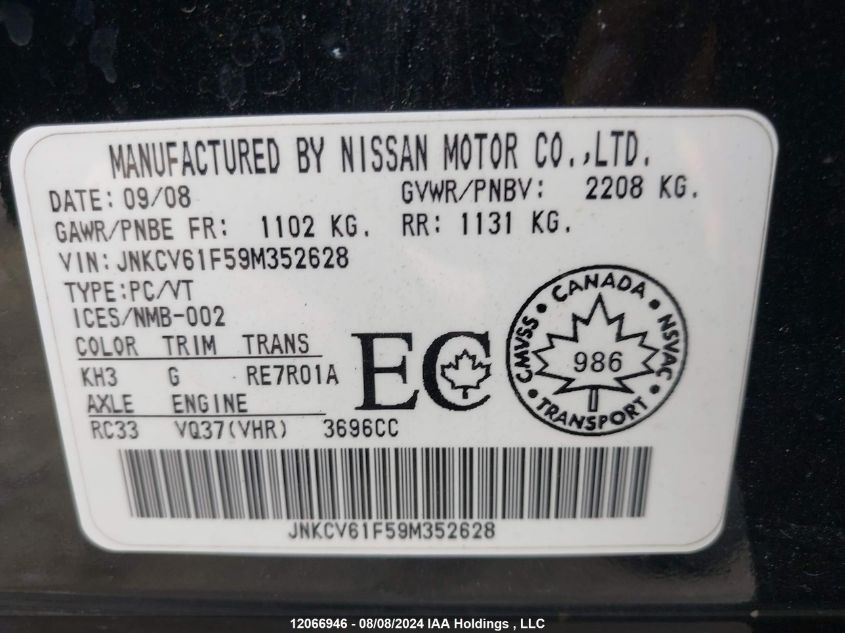 MANUFACTURED BY NISSAN MOTOR CO.,LTD.
DATE: 09/08 GVWR/PNBV: 2208 KG.
GAWR/PNBE FR: 1102 KG. RR: 1131 KG.
VIN: JNKCV61F59M352628
TYPE:PC/VT
ICES/NMB-002
COLOR TRIM TRANS
KH3 G RE7R01A
AXLE ENGINE
RC33 VQ37(VHR) 3696CC
EC
CANADA
CMVSS 986 NSVAC
TRANSPORT
JNKCV61F59M352628
12066946 - 08/08/2024 IAA Holdings , LLC